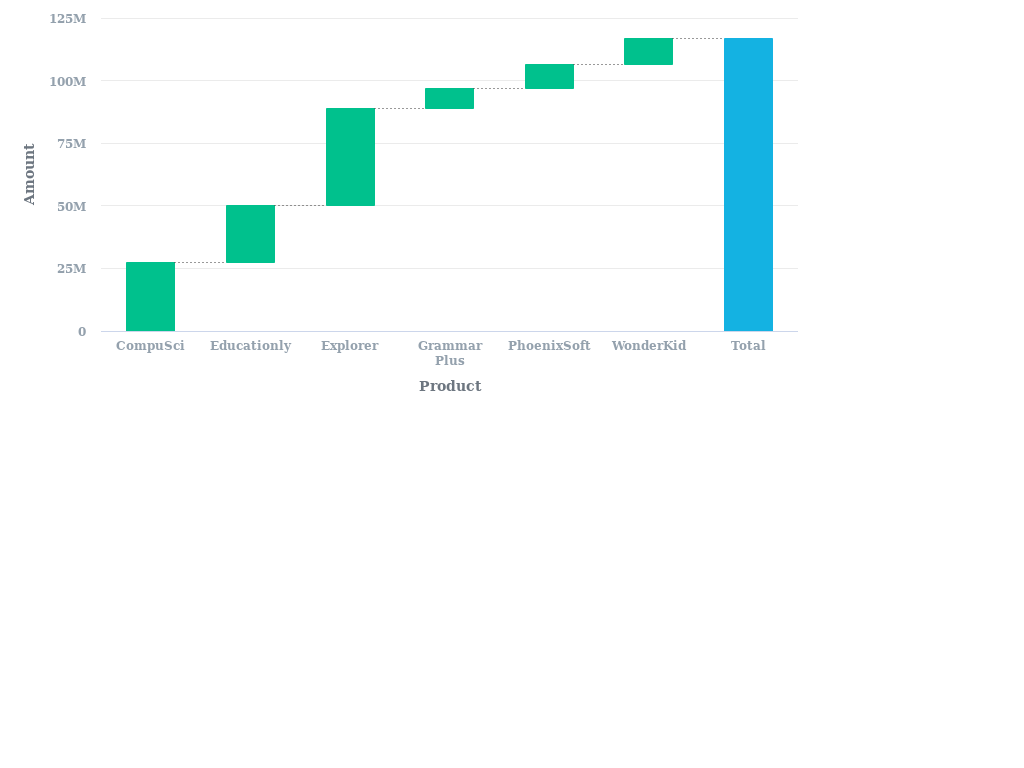 125M
100M
75M
50M
25M
0
Amount
CompuSci
Educationly
Explorer
Grammar
Plus
PhoenixSoft
WonderKid
Total
Product